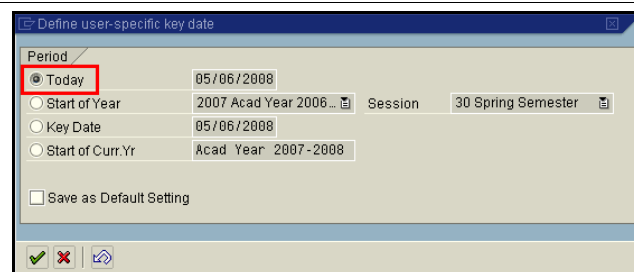 Define user-specific key date
Period
Today 05/06/2008
Start of Year 2007 Acad Year 2006... Session 30 Spring Semester
Key Date 05/06/2008
Start of Curr.Yr Acad Year 2007-2008
Save as Default Setting